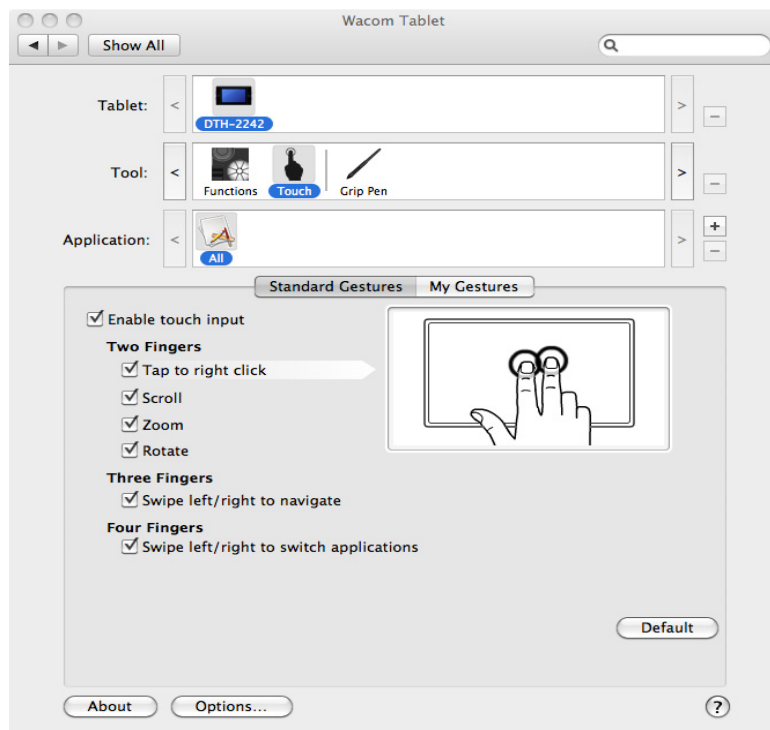 Wacom Tablet
Show All
Tablet:
DTH-2242
Tool:
Functions Touch Grip Pen
Application:
All
Standard Gestures My Gestures
Enable touch input
Two Fingers
Tap to right click
Scroll
Zoom
Rotate
Three Fingers
Swipe left/right to navigate
Four Fingers
Swipe left/right to switch applications
Default
About Options... ?